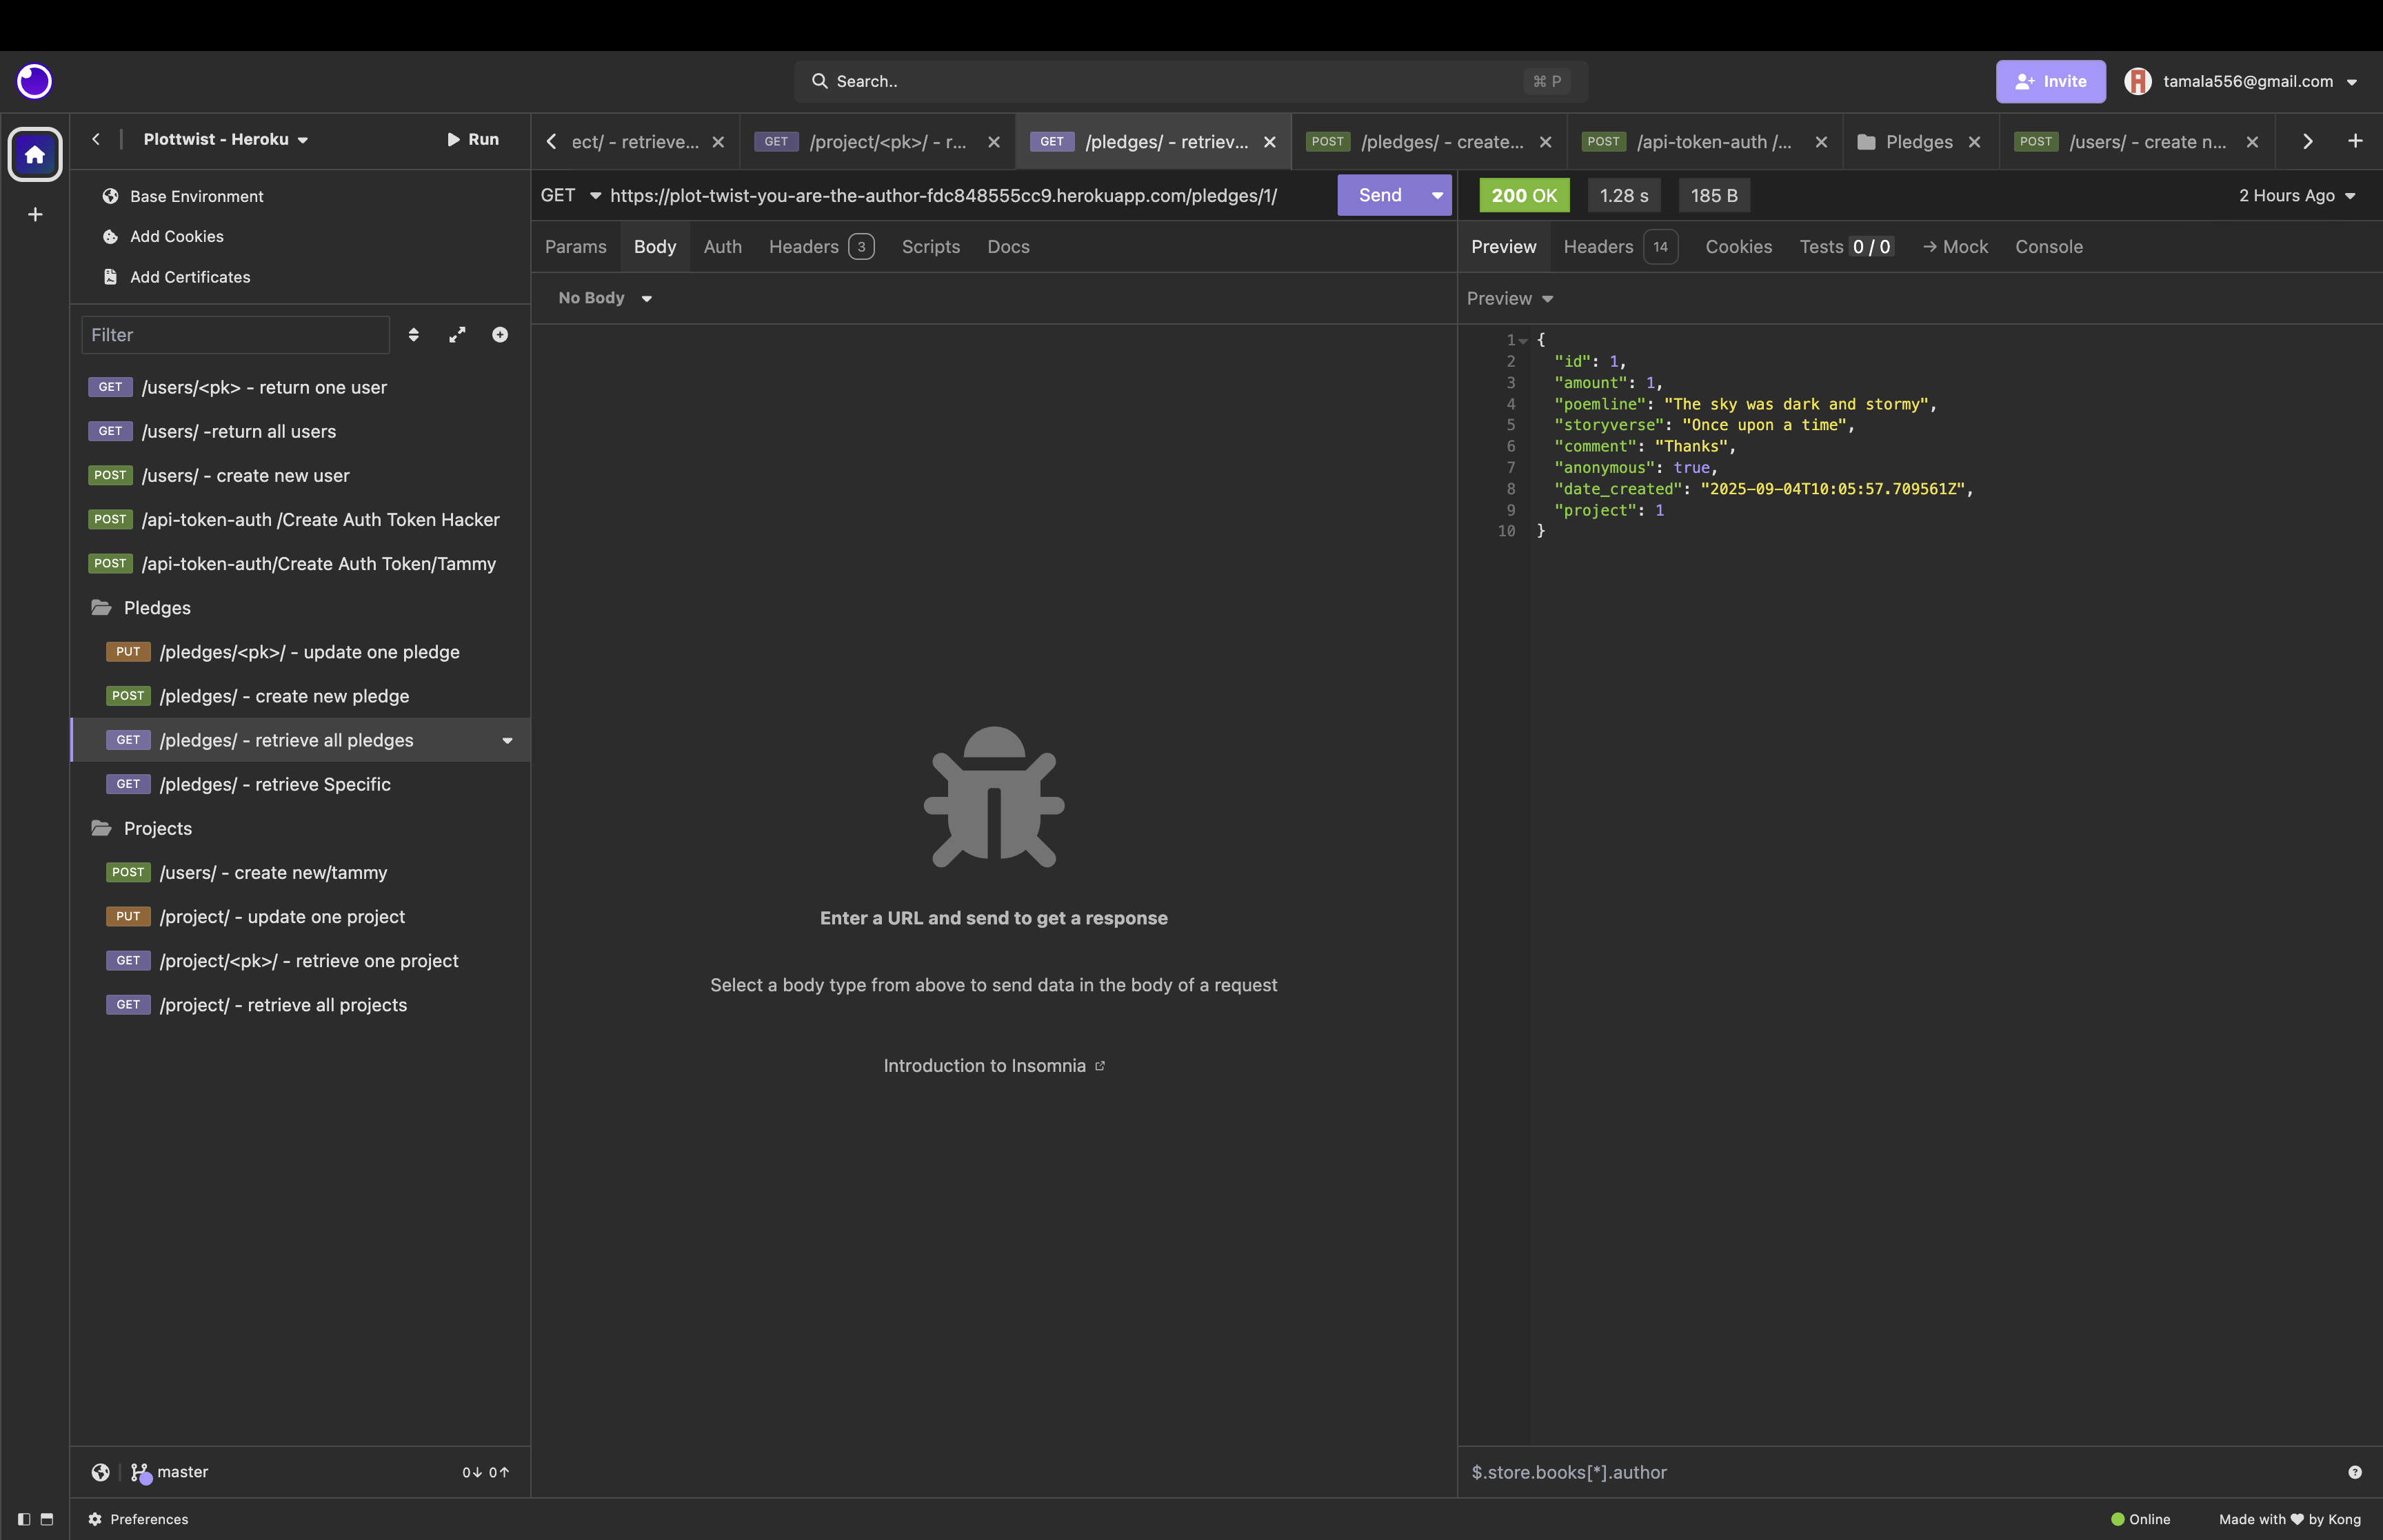 Search..
⌘ P
Invite
tamala556@gmail.com
Plottwist - Heroku
Run
ect/ - retrieve...
GET /project/<pk>/ - r...
GET /pledges/ - retriev...
POST /pledges/ - create...
POST /api-token-auth /...
Pledges
POST /users/ - create n...
Base Environment
Add Cookies
Add Certificates
Filter
GET /users/<pk> - return one user
GET /users/ -return all users
POST /users/ - create new user
POST /api-token-auth /Create Auth Token Hacker
POST /api-token-auth/Create Auth Token/Tammy
Pledges
PUT /pledges/<pk>/ - update one pledge
POST /pledges/ - create new pledge
GET /pledges/ - retrieve all pledges
GET /pledges/ - retrieve Specific
Projects
POST /users/ - create new/tammy
PUT /project/ - update one project
GET /project/<pk>/ - retrieve one project
GET /project/ - retrieve all projects
master
0↓ 0↑
GET https://plot-twist-you-are-the-author-fdc848555cc9.herokuapp.com/pledges/1/
Send
Params Body Auth Headers 3 Scripts Docs
No Body
Enter a URL and send to get a response
Select a body type from above to send data in the body of a request
Introduction to Insomnia
200 OK 1.28 s 185 B
2 Hours Ago
Preview Headers 14 Cookies Tests 0 / 0 → Mock Console
Preview
1 {
2 "id": 1,
3 "amount": 1,
4 "poemline": "The sky was dark and stormy",
5 "storyverse": "Once upon a time",
6 "comment": "Thanks",
7 "anonymous": true,
8 "date_created": "2025-09-04T10:05:57.709561Z",
9 "project": 1
10 }
$.store.books[*].author
Preferences
Online
Made with ♥ by Kong